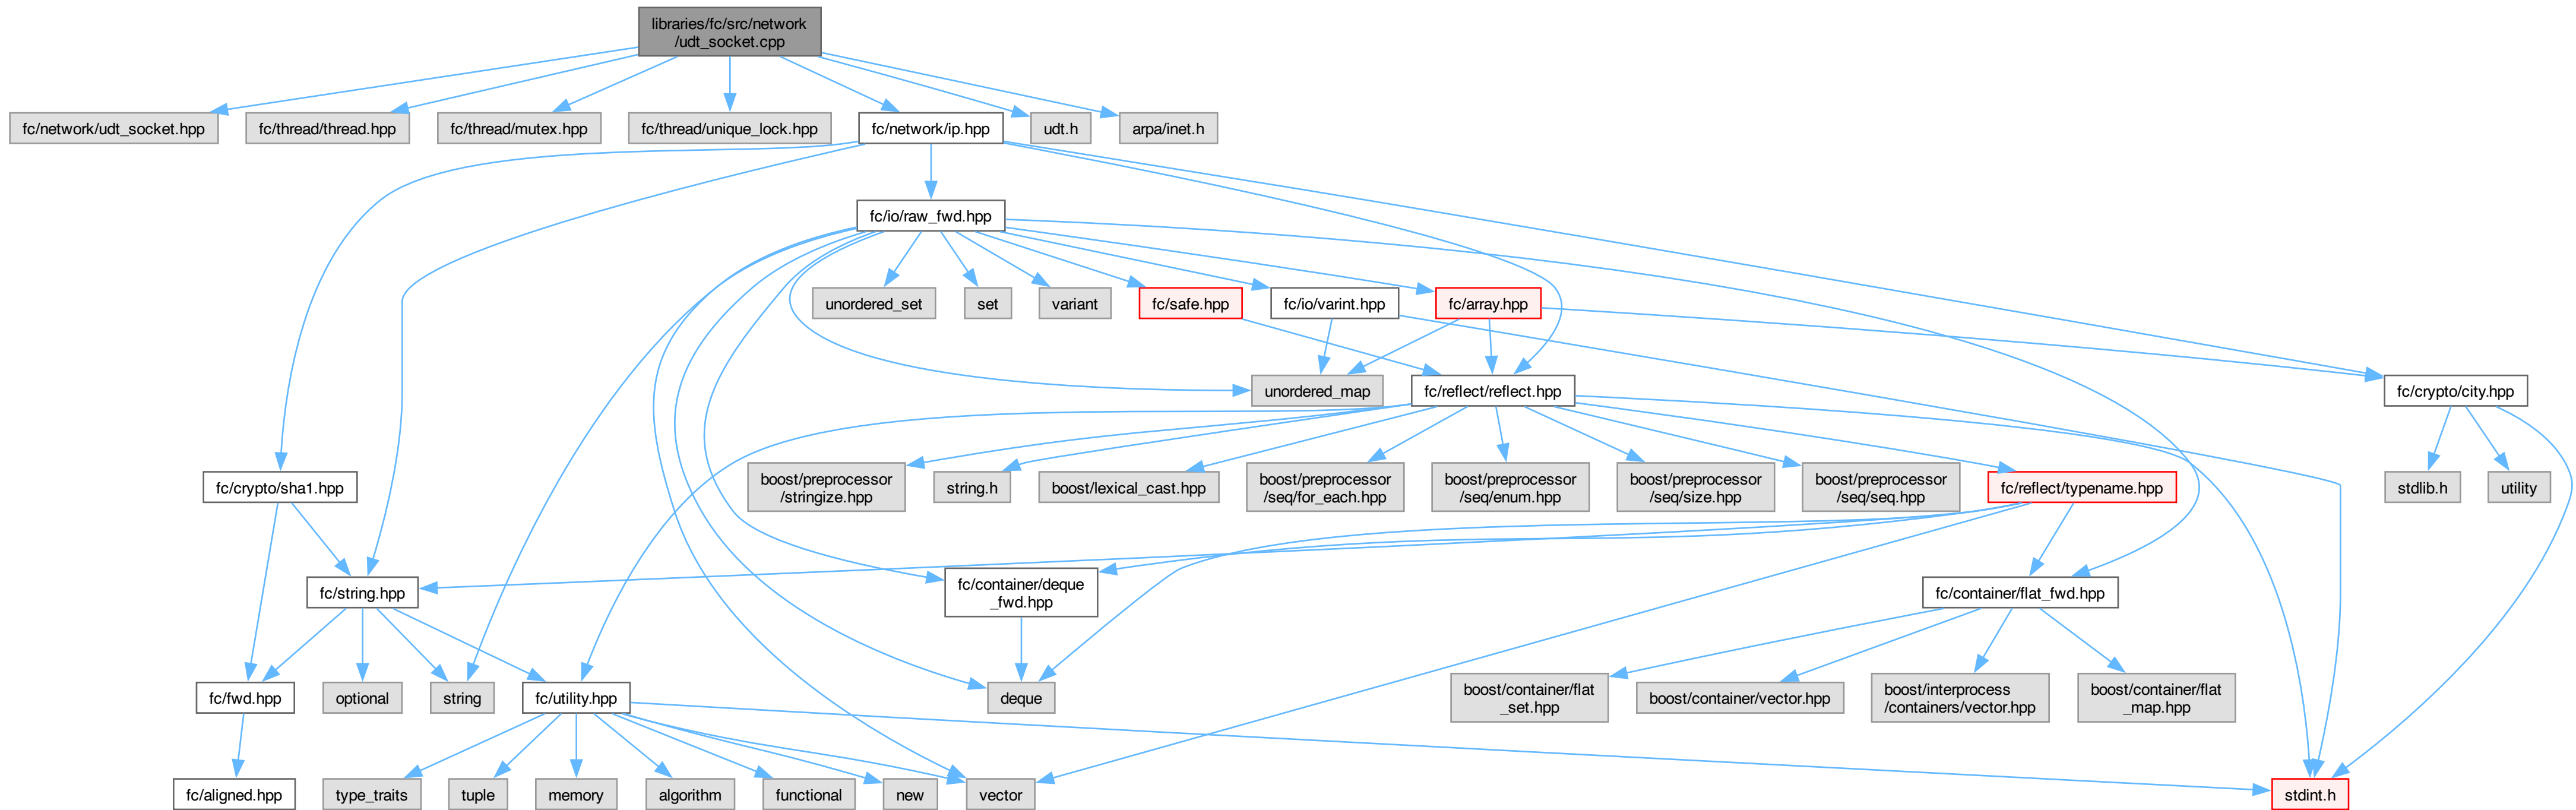 libraries/fc/src/network
/udt_socket.cpp
fc/network/udt_socket.hpp
fc/thread/thread.hpp
fc/thread/mutex.hpp
fc/thread/unique_lock.hpp
fc/network/ip.hpp
udt.h
arpa/inet.h
fc/io/raw_fwd.hpp
unordered_set
set
variant
fc/safe.hpp
fc/io/varint.hpp
fc/array.hpp
unordered_map
fc/reflect/reflect.hpp
fc/crypto/city.hpp
fc/crypto/sha1.hpp
boost/preprocessor
/stringize.hpp
string.h
boost/lexical_cast.hpp
boost/preprocessor
/seq/for_each.hpp
boost/preprocessor
/seq/enum.hpp
boost/preprocessor
/seq/size.hpp
boost/preprocessor
/seq/seq.hpp
fc/reflect/typename.hpp
stdlib.h
utility
fc/string.hpp
fc/container/deque
_fwd.hpp
fc/container/flat_fwd.hpp
fc/fwd.hpp
optional
string
fc/utility.hpp
deque
boost/container/flat
_set.hpp
boost/container/vector.hpp
boost/interprocess
/containers/vector.hpp
boost/container/flat
_map.hpp
fc/aligned.hpp
type_traits
tuple
memory
algorithm
functional
new
vector
stdint.h